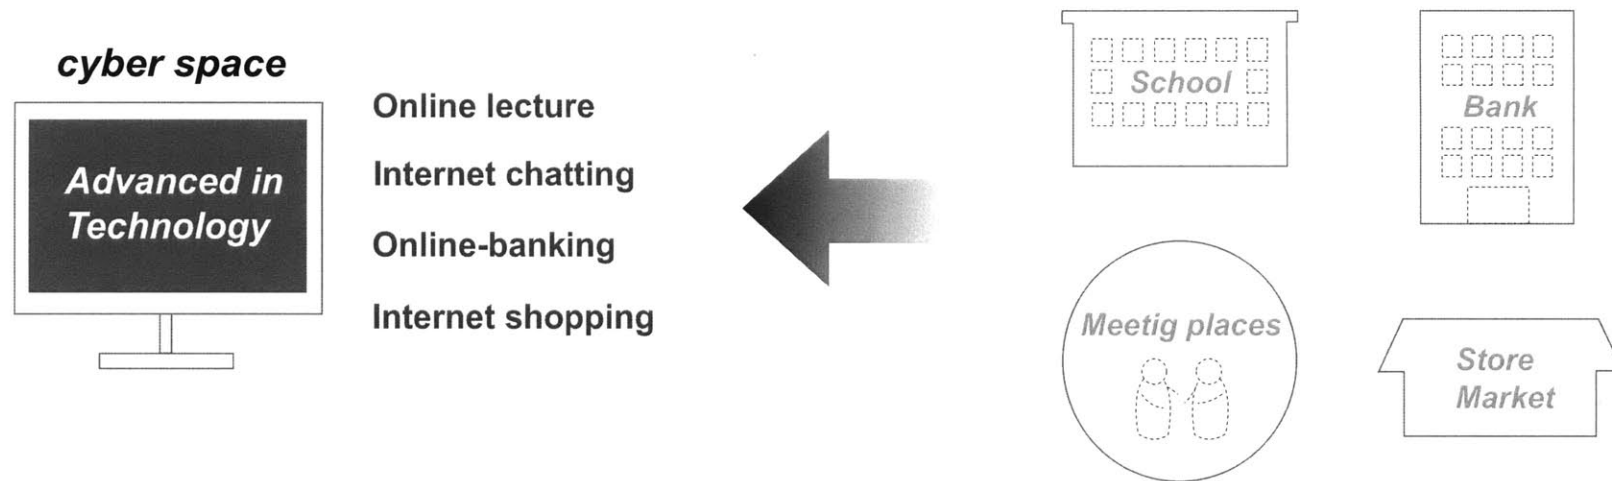 cyber space
Advanced in
Technology
Online lecture
Internet chatting
Online-banking
Internet shopping
School
Bank
Meetig places
Store
Market